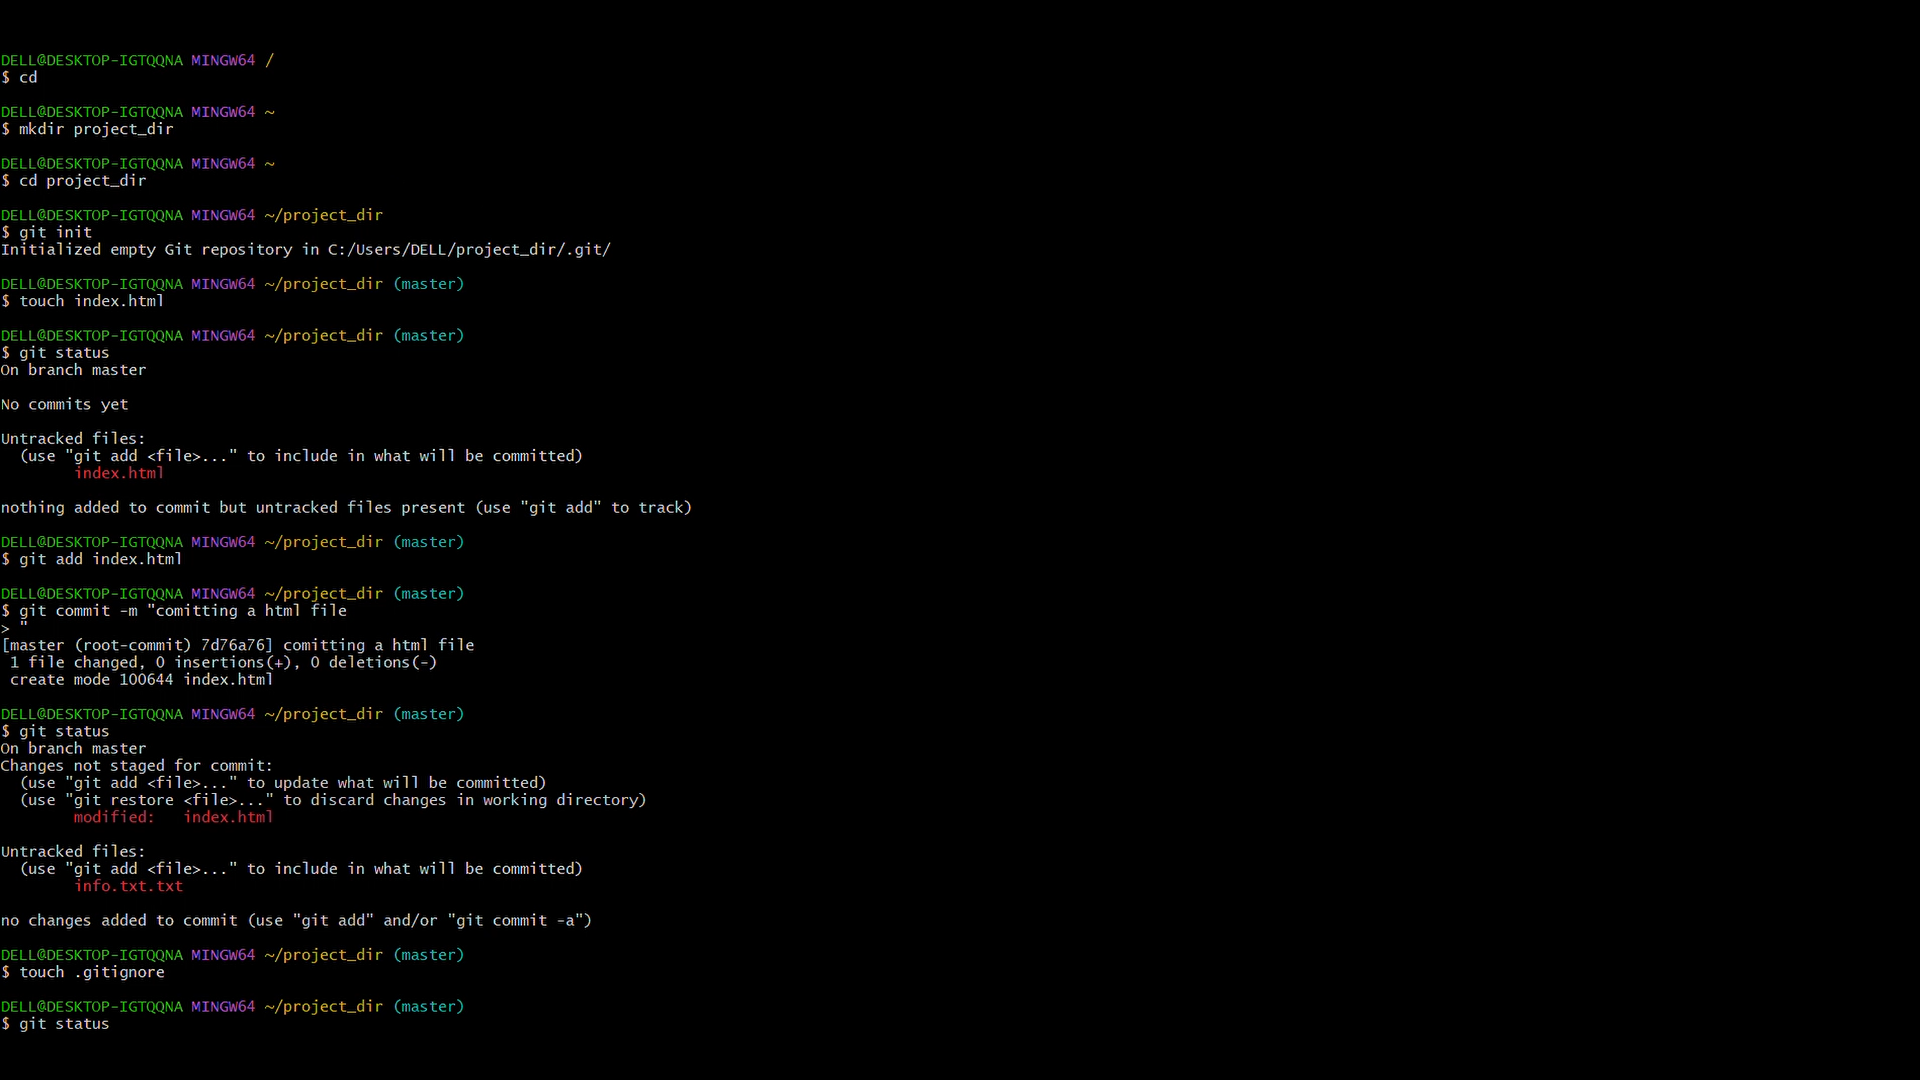 DELL@DESKTOP-IGTQQNA MINGW64 /
$ cd
DELL@DESKTOP-IGTQQNA MINGW64 ~
$ mkdir project_dir
DELL@DESKTOP-IGTQQNA MINGW64 ~
$ cd project_dir
DELL@DESKTOP-IGTQQNA MINGW64 ~/project_dir
$ git init
Initialized empty Git repository in C:/Users/DELL/project_dir/.git/
DELL@DESKTOP-IGTQQNA MINGW64 ~/project_dir (master)
$ touch index.html
DELL@DESKTOP-IGTQQNA MINGW64 ~/project_dir (master)
$ git status
On branch master
No commits yet
Untracked files:
  (use "git add <file>..." to include in what will be committed)
        index.html
nothing added to commit but untracked files present (use "git add" to track)
DELL@DESKTOP-IGTQQNA MINGW64 ~/project_dir (master)
$ git add index.html
DELL@DESKTOP-IGTQQNA MINGW64 ~/project_dir (master)
$ git commit -m "comitting a html file
> "
[master (root-commit) 7d76a76] comitting a html file
 1 file changed, 0 insertions(+), 0 deletions(-)
 create mode 100644 index.html
DELL@DESKTOP-IGTQQNA MINGW64 ~/project_dir (master)
$ git status
On branch master
Changes not staged for commit:
  (use "git add <file>..." to update what will be committed)
  (use "git restore <file>..." to discard changes in working directory)
        modified:   index.html
Untracked files:
  (use "git add <file>..." to include in what will be committed)
        info.txt.txt
no changes added to commit (use "git add" and/or "git commit -a")
DELL@DESKTOP-IGTQQNA MINGW64 ~/project_dir (master)
$ touch .gitignore
DELL@DESKTOP-IGTQQNA MINGW64 ~/project_dir (master)
$ git status